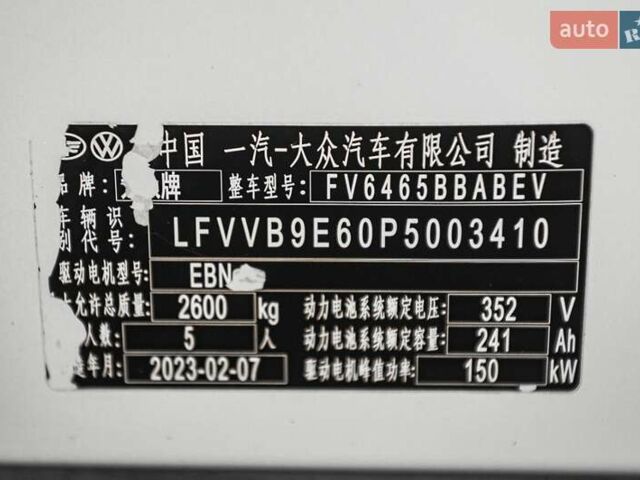 auto R
中国 一汽-大众汽车有限公司 制造
品牌: 牌 整车型号: FV6465BBABEV
车辆识别代号: LFVVB9E60P5003410
驱动电机型号: EBN
允许总质量: 2600 kg 动力电池系统额定电压: 352 V
人数: 5 人 动力电池系统额定容量: 241 Ah
年月: 2023-02-07 驱动电机峰值功率: 150 kW